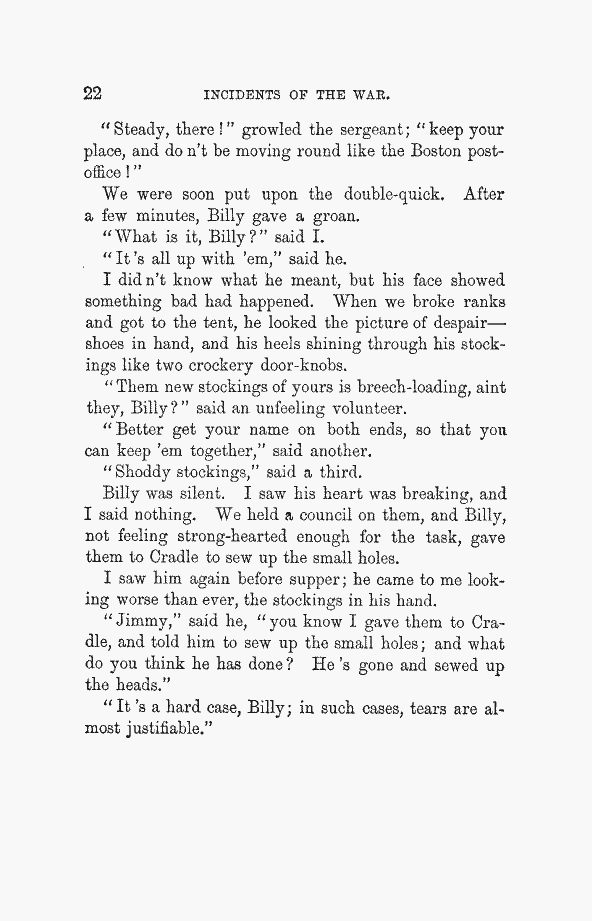 22 INCIDENTS OF THE WAR.
"Steady, there!" growled the sergeant; "keep your
place, and do n't be moving round like the Boston post-
office!"
We were soon put upon the double-quick. After
a few minutes, Billy gave a groan.
"What is it, Billy?" said I.
"It's all up with 'em," said he.
I did n't know what he meant, but his face showed
something bad had happened. When we broke ranks
and got to the tent, he looked the picture of despair—
shoes in hand, and his heels shining through his stock-
ings like two crockery door-knobs.
"Them new stockings of yours is breech-loading, aint
they, Billy?" said an unfeeling volunteer.
"Better get your name on both ends, so that you
can keep 'em together," said another.
"Shoddy stockings," said a third.
Billy was silent. I saw his heart was breaking, and
I said nothing. We held a council on them, and Billy,
not feeling strong-hearted enough for the task, gave
them to Cradle to sew up the small holes.
I saw him again before supper; he came to me look-
ing worse than ever, the stockings in his hand.
"Jimmy," said he, "you know I gave them to Cra-
dle, and told him to sew up the small holes; and what
do you think he has done? He 's gone and sewed up
the heads."
"It 's a hard case, Billy; in such cases, tears are al-
most justifiable."